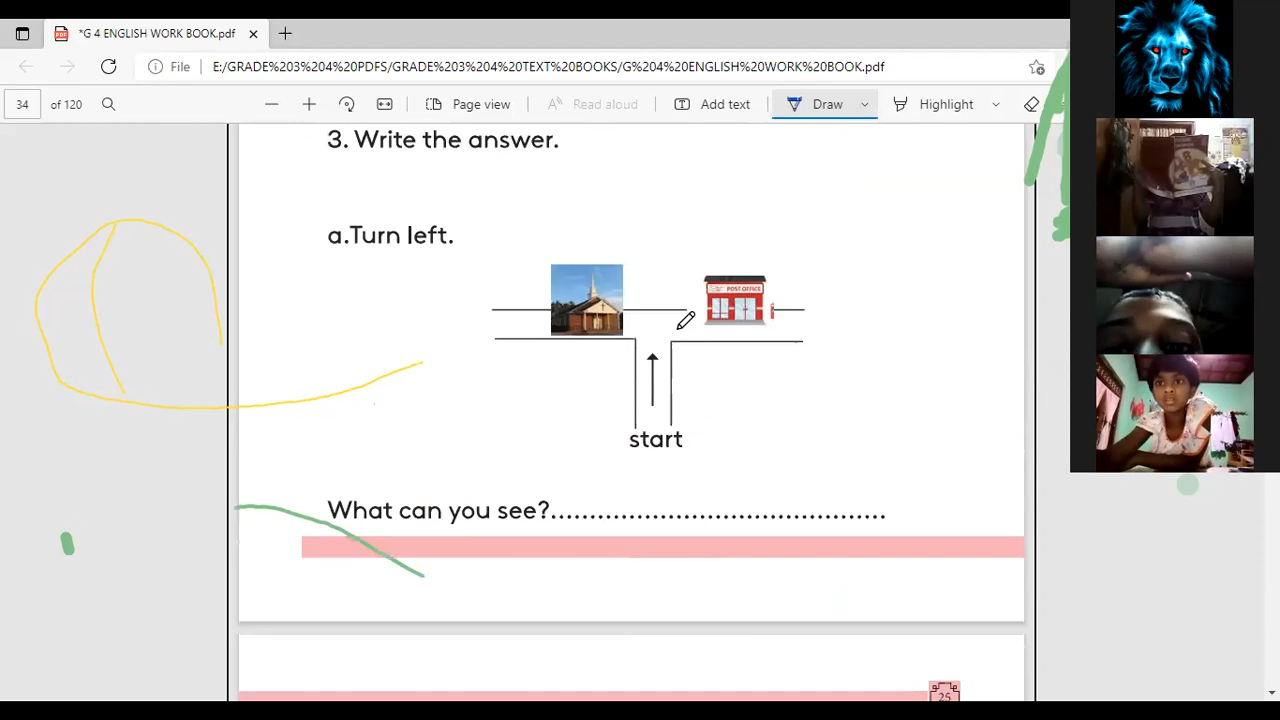 *G 4 ENGLISH WORK BOOK.pdf
File E:/GRADE%203%204%20PDFS/GRADE%203%204%20TEXT%20BOOKS/G%204%20ENGLISH%20WORK%20BOOK.pdf
34 of 120 Page view Read aloud Add text Draw Highlight
3. Write the answer.
a.Turn left.
POST OFFICE
start
What can you see?...........................................
25